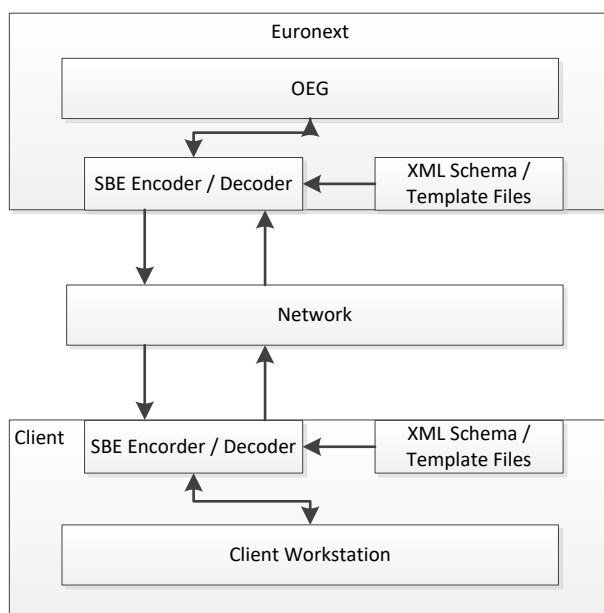 Euronext
OEG
SBE Encoder / Decoder
XML Schema /
Template Files
Network
Client
SBE Encorder / Decoder
XML Schema /
Template Files
Client Workstation